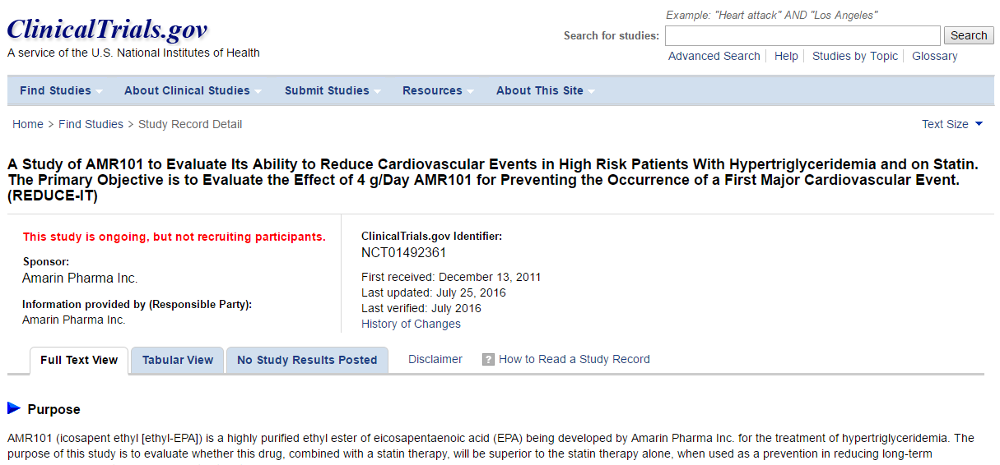 Example: "Heart attack" AND "Los Angeles"
ClinicalTrials.gov
Search for studies:
Search
A service of the U.S. National Institutes of Health
Advanced Search Help Studies by Topic Glossary
Find Studies About Clinical Studies Submit Studies Resources About This Site
Home > Find Studies > Study Record Detail
Text Size
A Study of AMR101 to Evaluate Its Ability to Reduce Cardiovascular Events in High Risk Patients With Hypertriglyceridemia and on Statin.
The Primary Objective is to Evaluate the Effect of 4 g/Day AMR101 for Preventing the Occurrence of a First Major Cardiovascular Event.
(REDUCE-IT)
This study is ongoing, but not recruiting participants.
Sponsor:
Amarin Pharma Inc.
Information provided by (Responsible Party):
Amarin Pharma Inc.
ClinicalTrials.gov Identifier:
NCT01492361
First received: December 13, 2011
Last updated: July 25, 2016
Last verified: July 2016
History of Changes
Full Text View Tabular View No Study Results Posted Disclaimer ? How to Read a Study Record
Purpose
AMR101 (icosapent ethyl [ethyl-EPA]) is a highly purified ethyl ester of eicosapentaenoic acid (EPA) being developed by Amarin Pharma Inc. for the treatment of hypertriglyceridemia. The
purpose of this study is to evaluate whether this drug, combined with a statin therapy, will be superior to the statin therapy alone, when used as a prevention in reducing long-term